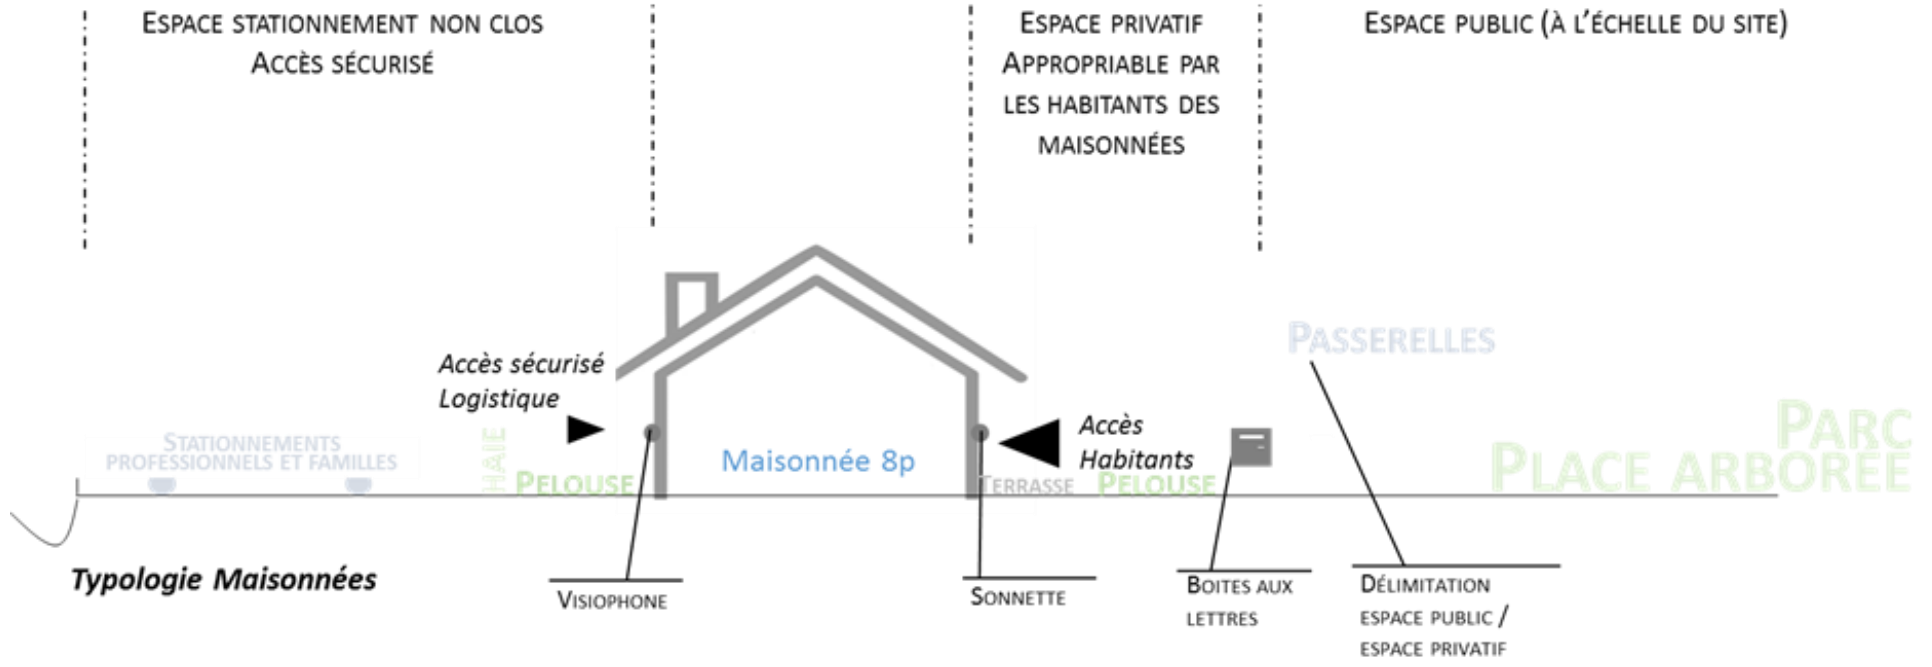 ESPACE STATIONNEMENT NON CLOS
ACCÈS SÉCURISÉ
ESPACE PRIVATIF
APPROPRIABLE PAR
LES HABITANTS DES
MAISONNÉES
ESPACE PUBLIC (À L'ÉCHELLE DU SITE)
Accès sécurisé
Logistique
STATIONNEMENTS
PROFESSIONNELS ET FAMILLES
HAIE
PELOUSE
Maisonnée 8p
Accès
Habitants
TERRASSE
PELOUSE
PASSERELLES
PARC
PLACE ARBORÉE
Typologie Maisonnées
VISIOPHONE
SONNETTE
BOITES AUX
LETTRES
DÉLIMITATION
ESPACE PUBLIC /
ESPACE PRIVATIF